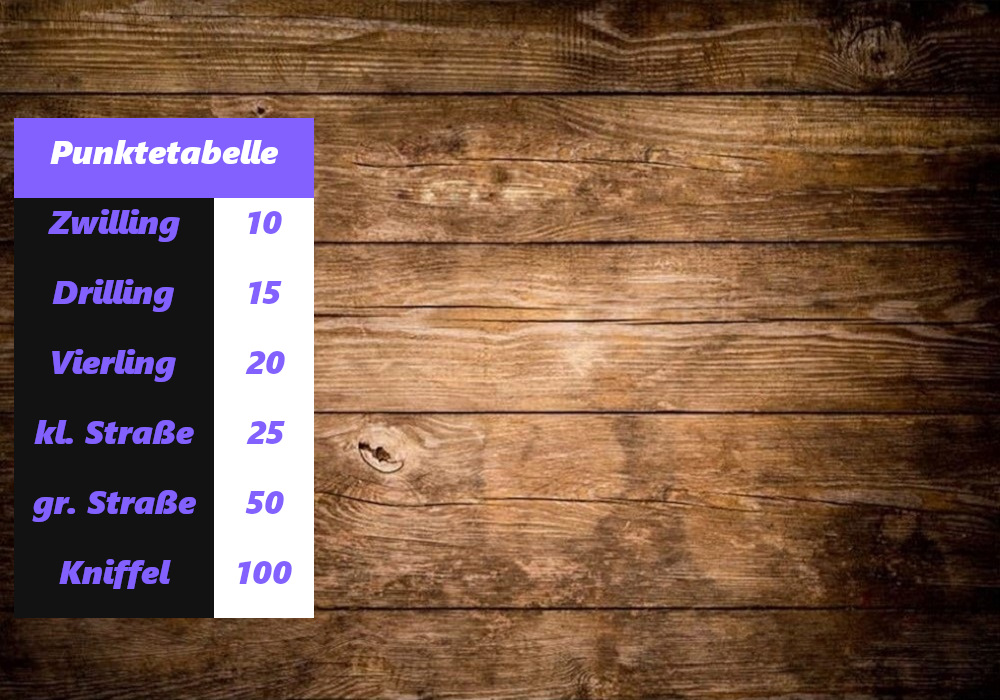 Punktetabelle
Zwilling 10
Drilling 15
Vierling 20
kl. Straße 25
gr. Straße 50
Kniffel 100